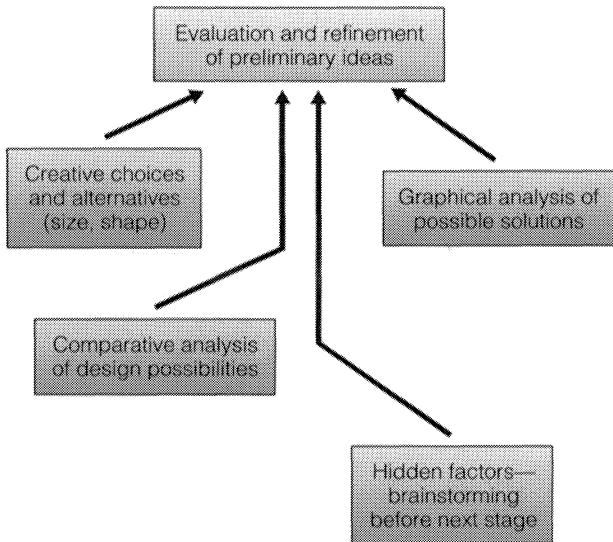 Evaluation and refinement
of preliminary ideas
Creative choices
and alternatives
(size, shape)
Graphical analysis of
possible solutions
Comparative analysis
of design possibilities
Hidden factors—
brainstorming
before next stage